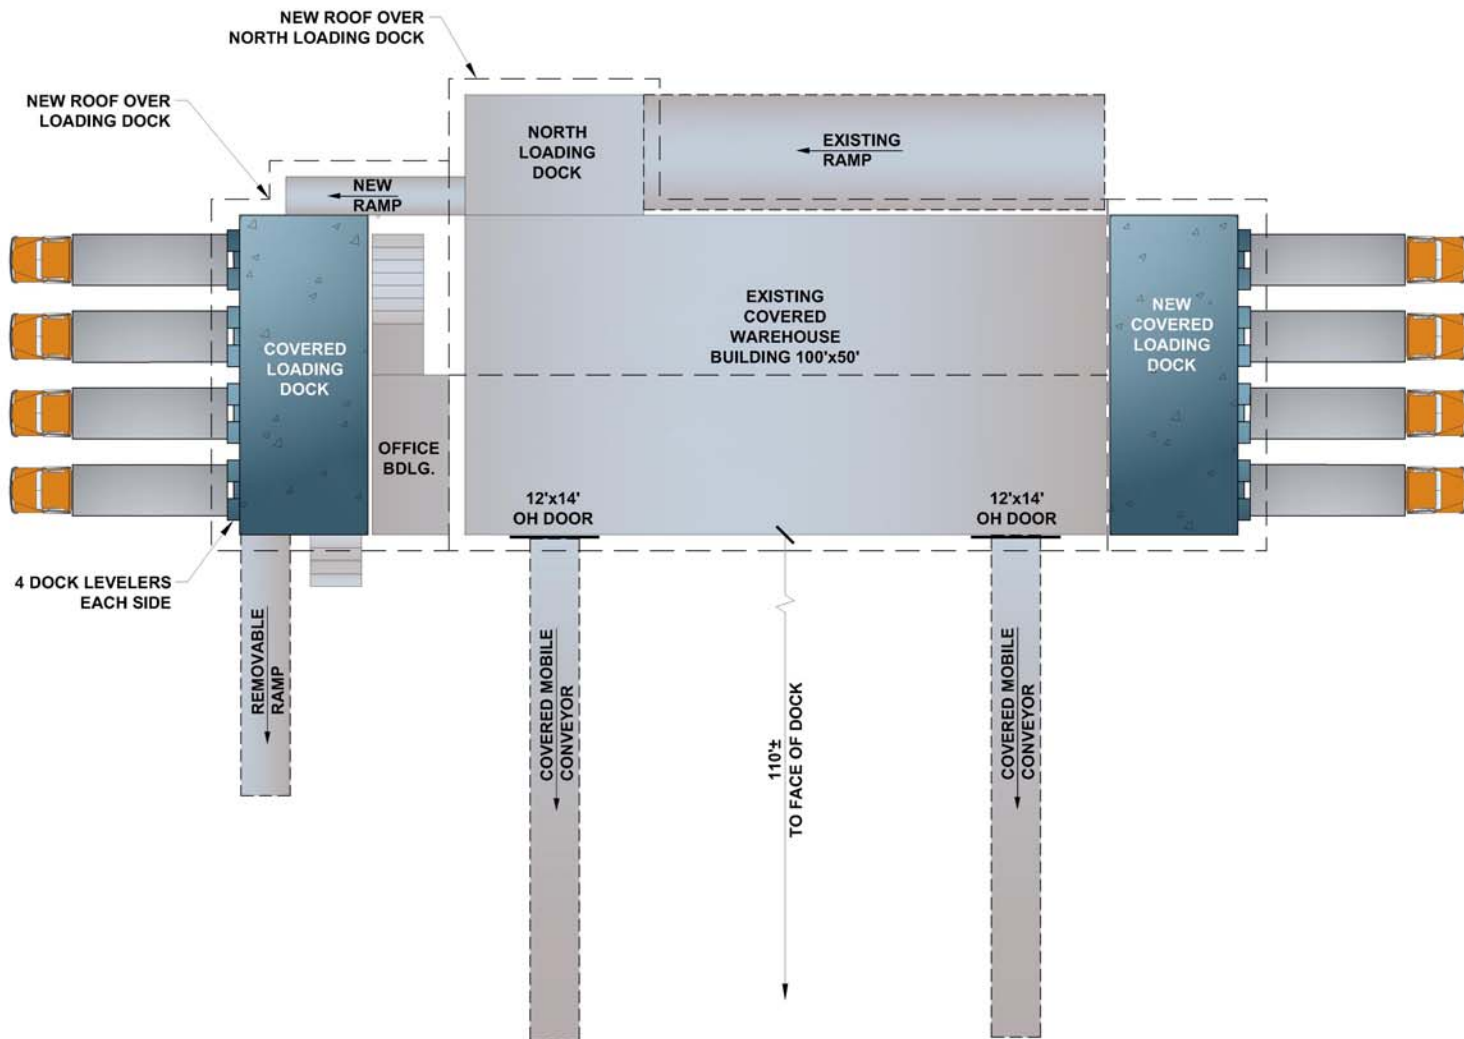 NEW ROOF OVER
NORTH LOADING DOCK
NEW ROOF OVER
LOADING DOCK
NORTH
LOADING
DOCK
EXISTING
RAMP
NEW
RAMP
EXISTING
COVERED
WAREHOUSE
BUILDING 100'x50'
COVERED
LOADING
DOCK
NEW
COVERED
LOADING
DOCK
OFFICE
BDLG.
12'x14'
OH DOOR
12'x14'
OH DOOR
4 DOCK LEVELERS
EACH SIDE
REMOVABLE
RAMP
COVERED MOBILE
CONVEYOR
110'±
TO FACE OF DOCK
COVERED MOBILE
CONVEYOR